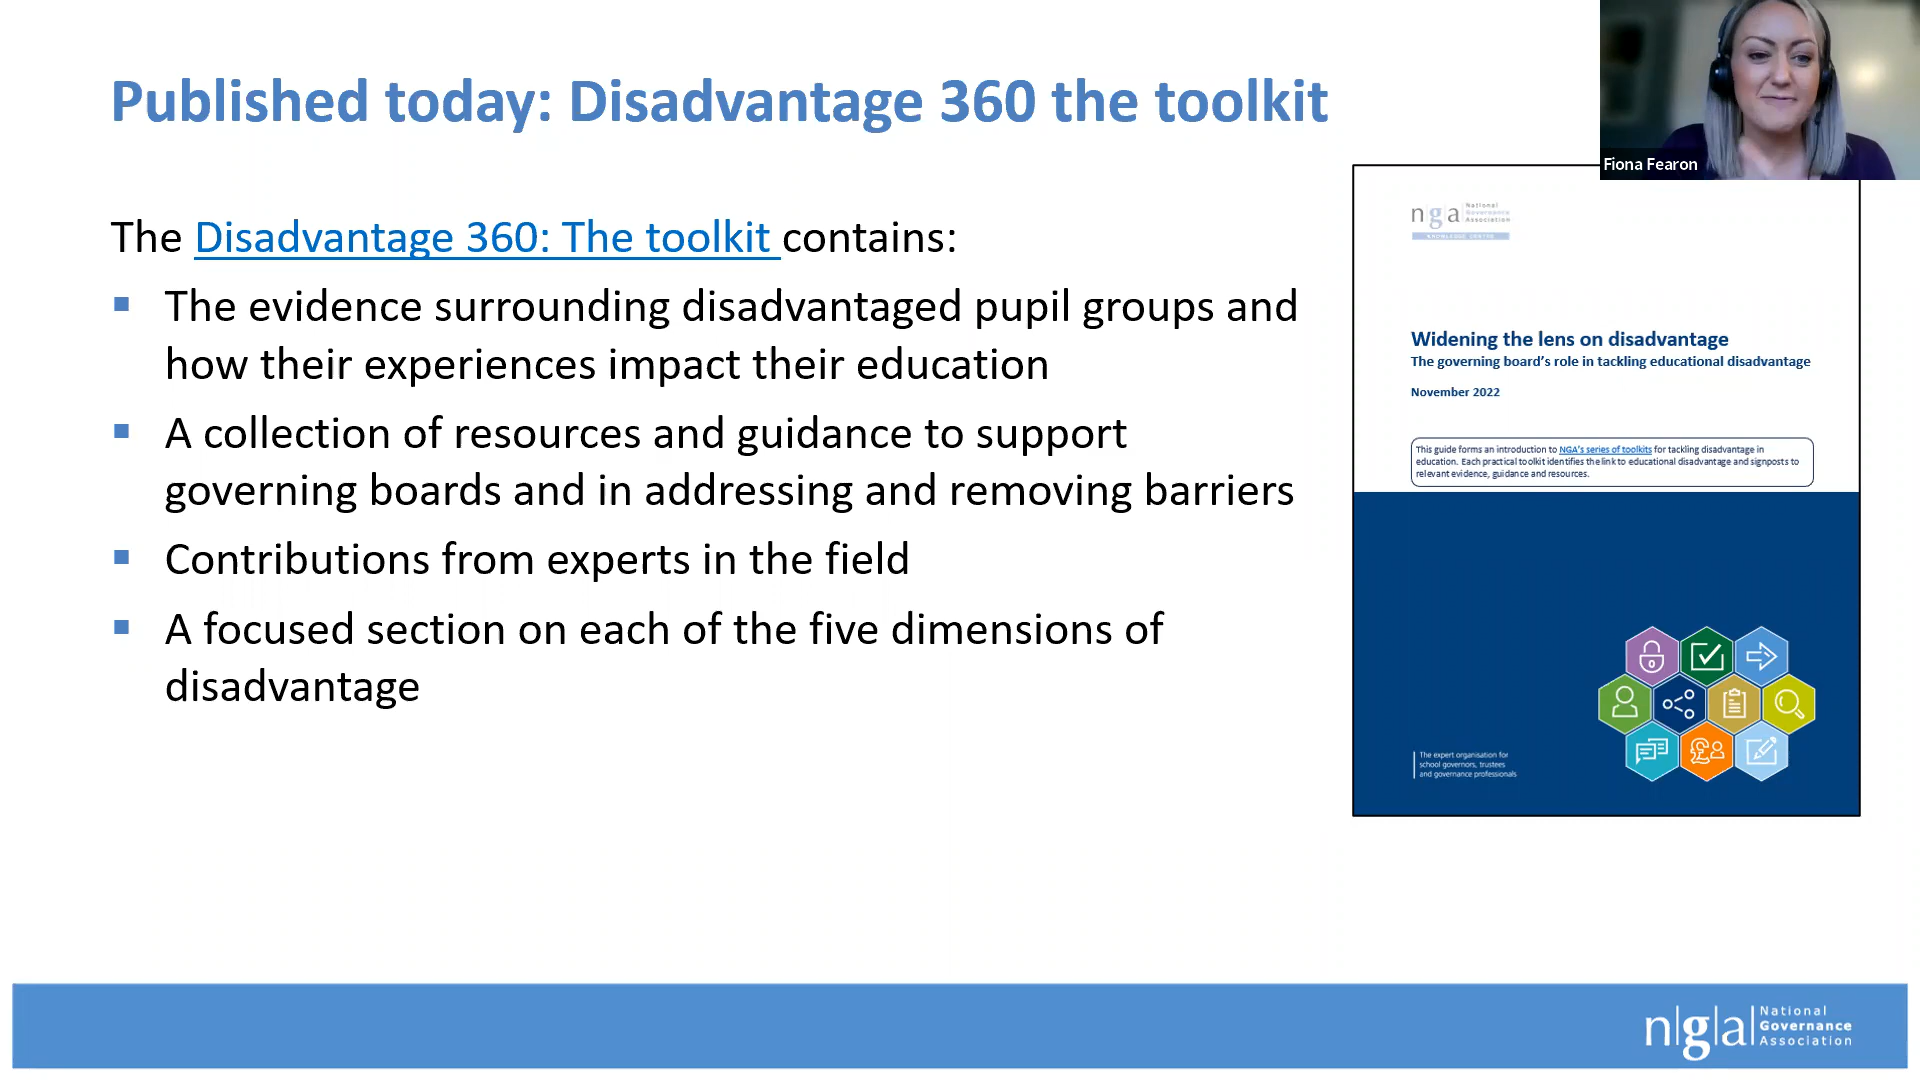 Published today: Disadvantage 360 the toolkit
Fiona Fearon
The Disadvantage 360: The toolkit contains:
▪ The evidence surrounding disadvantaged pupil groups and
how their experiences impact their education
▪ A collection of resources and guidance to support
governing boards and in addressing and removing barriers
▪ Contributions from experts in the field
▪ A focused section on each of the five dimensions of
disadvantage
n|g|a|
National
Governance
Association
KNOWLEDGE CENTRE
Widening the lens on disadvantage
The governing board's role in tackling educational disadvantage
November 2022
This guide forms an introduction to NGA's series of toolkits for tackling disadvantage in
education. Each practical toolkit identifies the link to educational disadvantage and signposts to
relevant evidence, guidance and resources.
The expert organisation for
school governors, trustees
and governance professionals
n|g|a|
National
Governance
Association